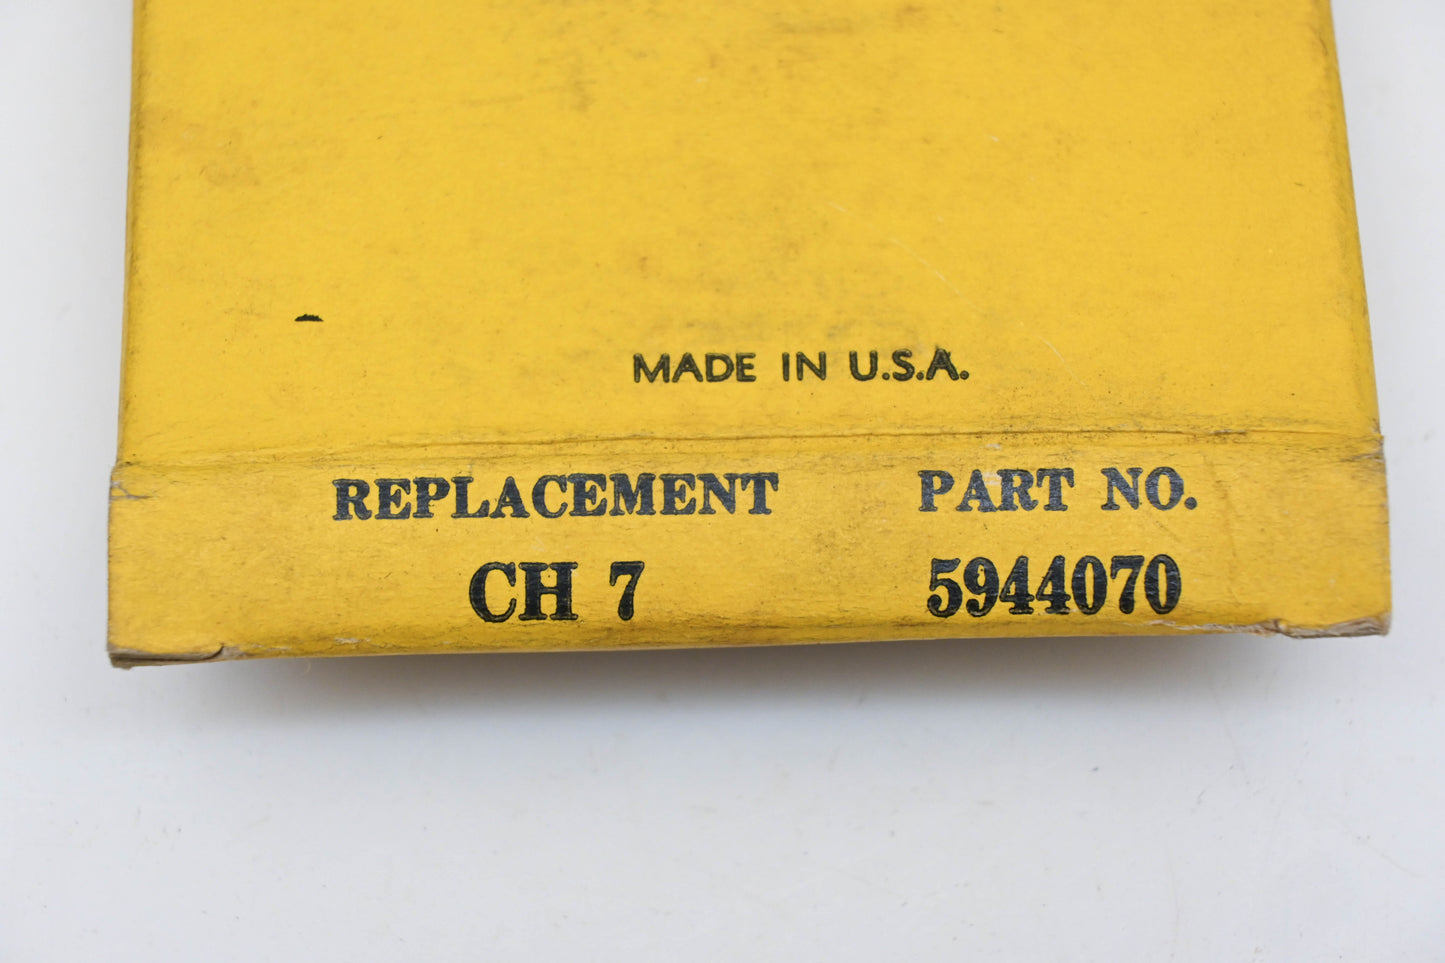 MADE IN U.S.A.
REPLACEMENT PART NO.
CH 7 5944070